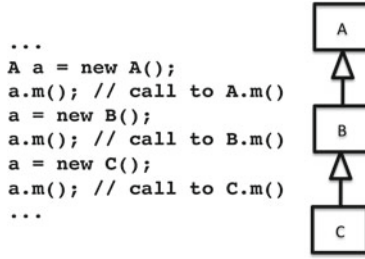 ...
A a = new A();
a.m(); // call to A.m()
a = new B();
a.m(); // call to B.m()
a = new C();
a.m(); // call to C.m()
...
A
B
C